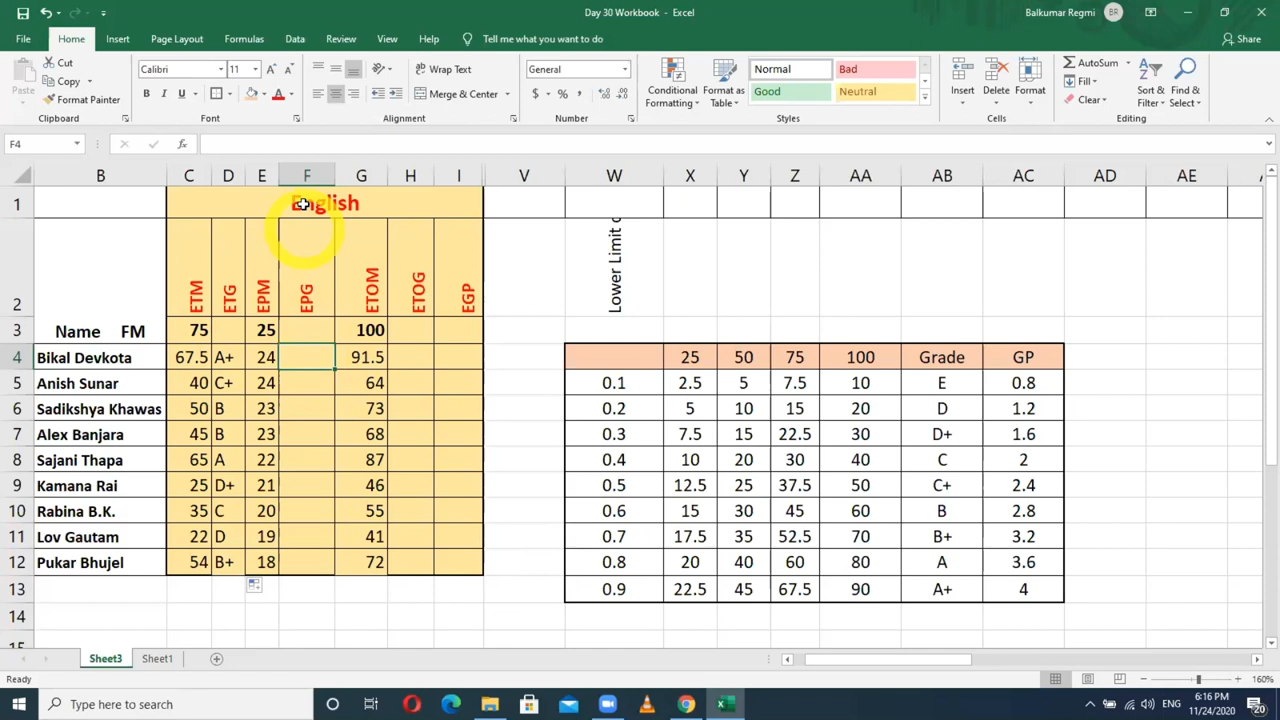 Day 30 Workbook - Excel
Balkumar Regmi BR
File Home Insert Page Layout Formulas Data Review View Help Tell me what you want to do Share
Paste
Cut
Copy
Format Painter
Clipboard
Calibri 11
B I U
Font
Wrap Text
Merge & Center
Alignment
General
$ % ,
Number
Conditional Formatting
Format as Table
Normal Bad
Good Neutral
Styles
Insert Delete Format
Cells
AutoSum
Fill
Clear
Sort & Filter
Find & Select
Editing
F4 fx
B C D E F G H I V W X Y Z AA AB AC AD AE
1 English
2 ETM ETG EPM EPG ETOM ETOG EGP Lower Limit
3 Name FM 75 25 100
4 Bikal Devkota 67.5 A+ 24 91.5 25 50 75 100 Grade GP
5 Anish Sunar 40 C+ 24 64 0.1 2.5 5 7.5 10 E 0.8
6 Sadikshya Khawas 50 B 23 73 0.2 5 10 15 20 D 1.2
7 Alex Banjara 45 B 23 68 0.3 7.5 15 22.5 30 D+ 1.6
8 Sajani Thapa 65 A 22 87 0.4 10 20 30 40 C 2
9 Kamana Rai 25 D+ 21 46 0.5 12.5 25 37.5 50 C+ 2.4
10 Rabina B.K. 35 C 20 55 0.6 15 30 45 60 B 2.8
11 Lov Gautam 22 D 19 41 0.7 17.5 35 52.5 70 B+ 3.2
12 Pukar Bhujel 54 B+ 18 72 0.8 20 40 60 80 A 3.6
13 0.9 22.5 45 67.5 90 A+ 4
14
15
Sheet3 Sheet1
Ready 160%
Type here to search
ENG
6:16 PM
11/24/2020
20